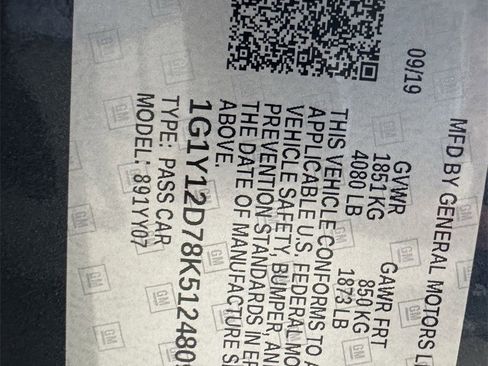 MFD BY GENERAL MOTORS L
09/19
GVWR
GAWR FRT
1851 KG
850 KG
4080 LB
1873 LB
THIS VEHICLE CONFORMS TO A
APPLICABLE U.S. FEDERAL MO
VEHICLE SAFETY, BUMPER, AN
PREVENTION STANDARDS IN EF
THE DATE OF MANUFACTURE S
ABOVE.
1G1Y12D78K512480
TYPE: PASS CAR
MODEL: 891YY07